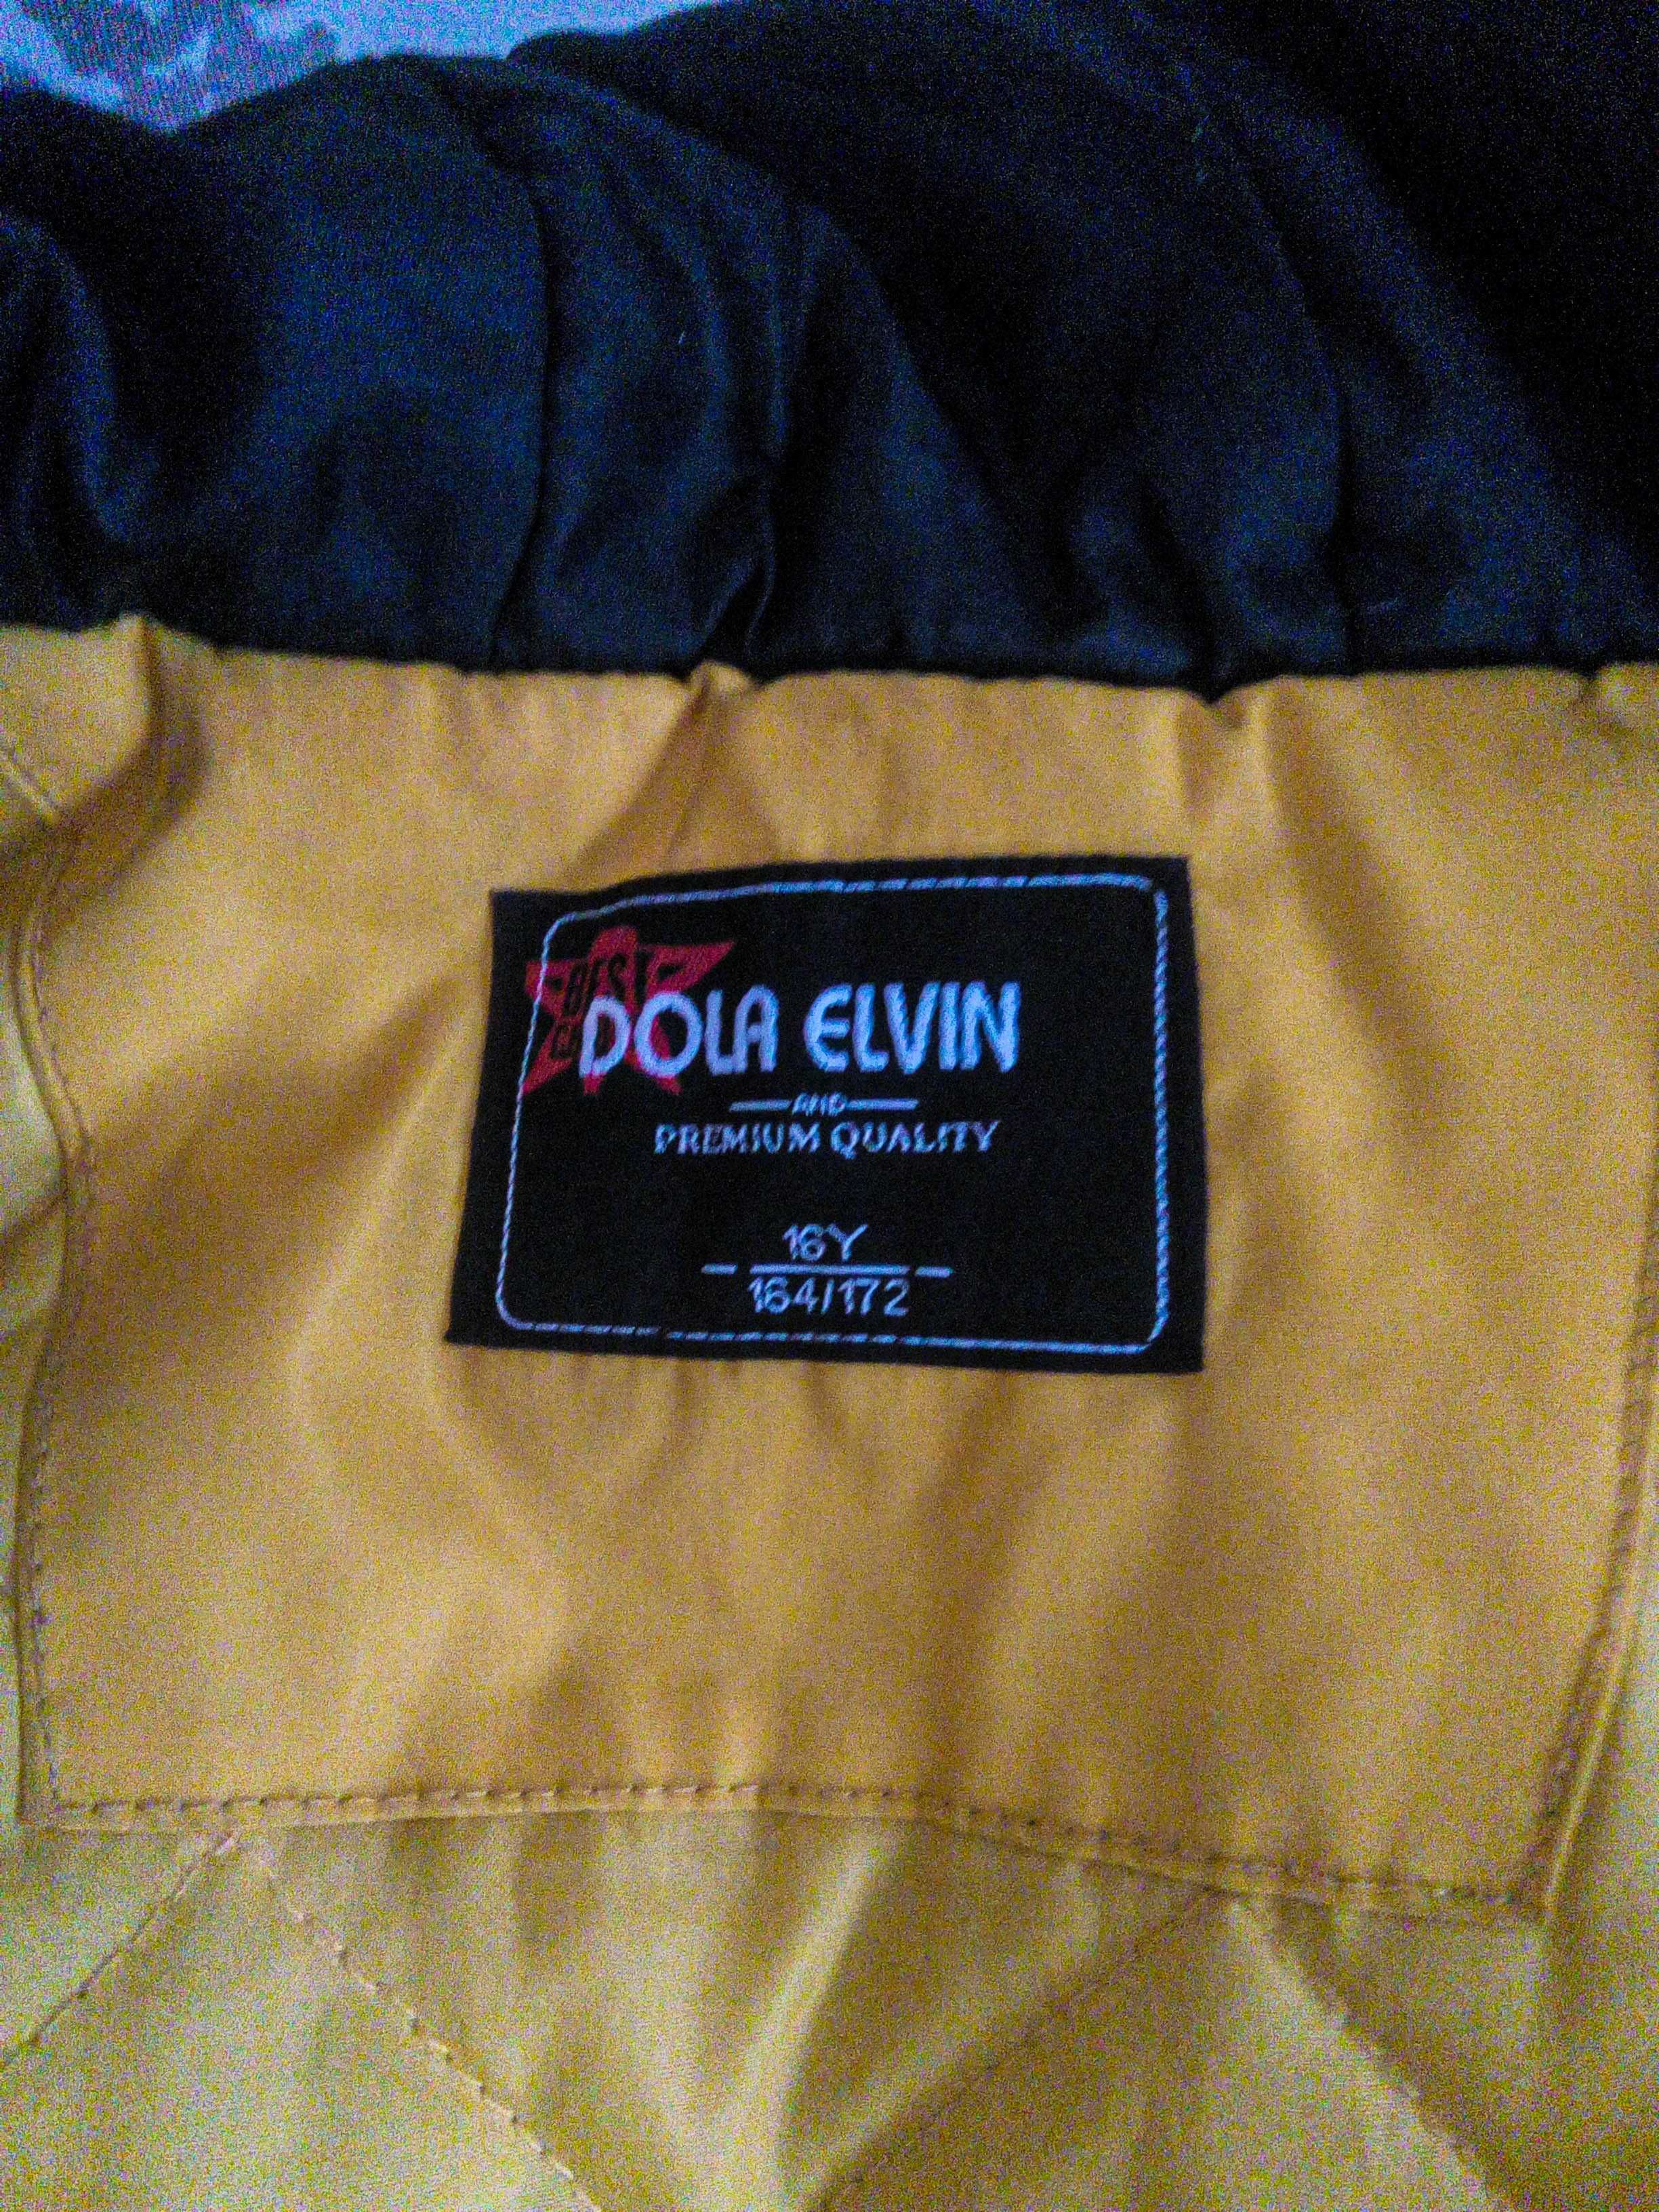 BEST
DOLA ELVIN
AND
PREMIUM QUALITY
16Y
164/172